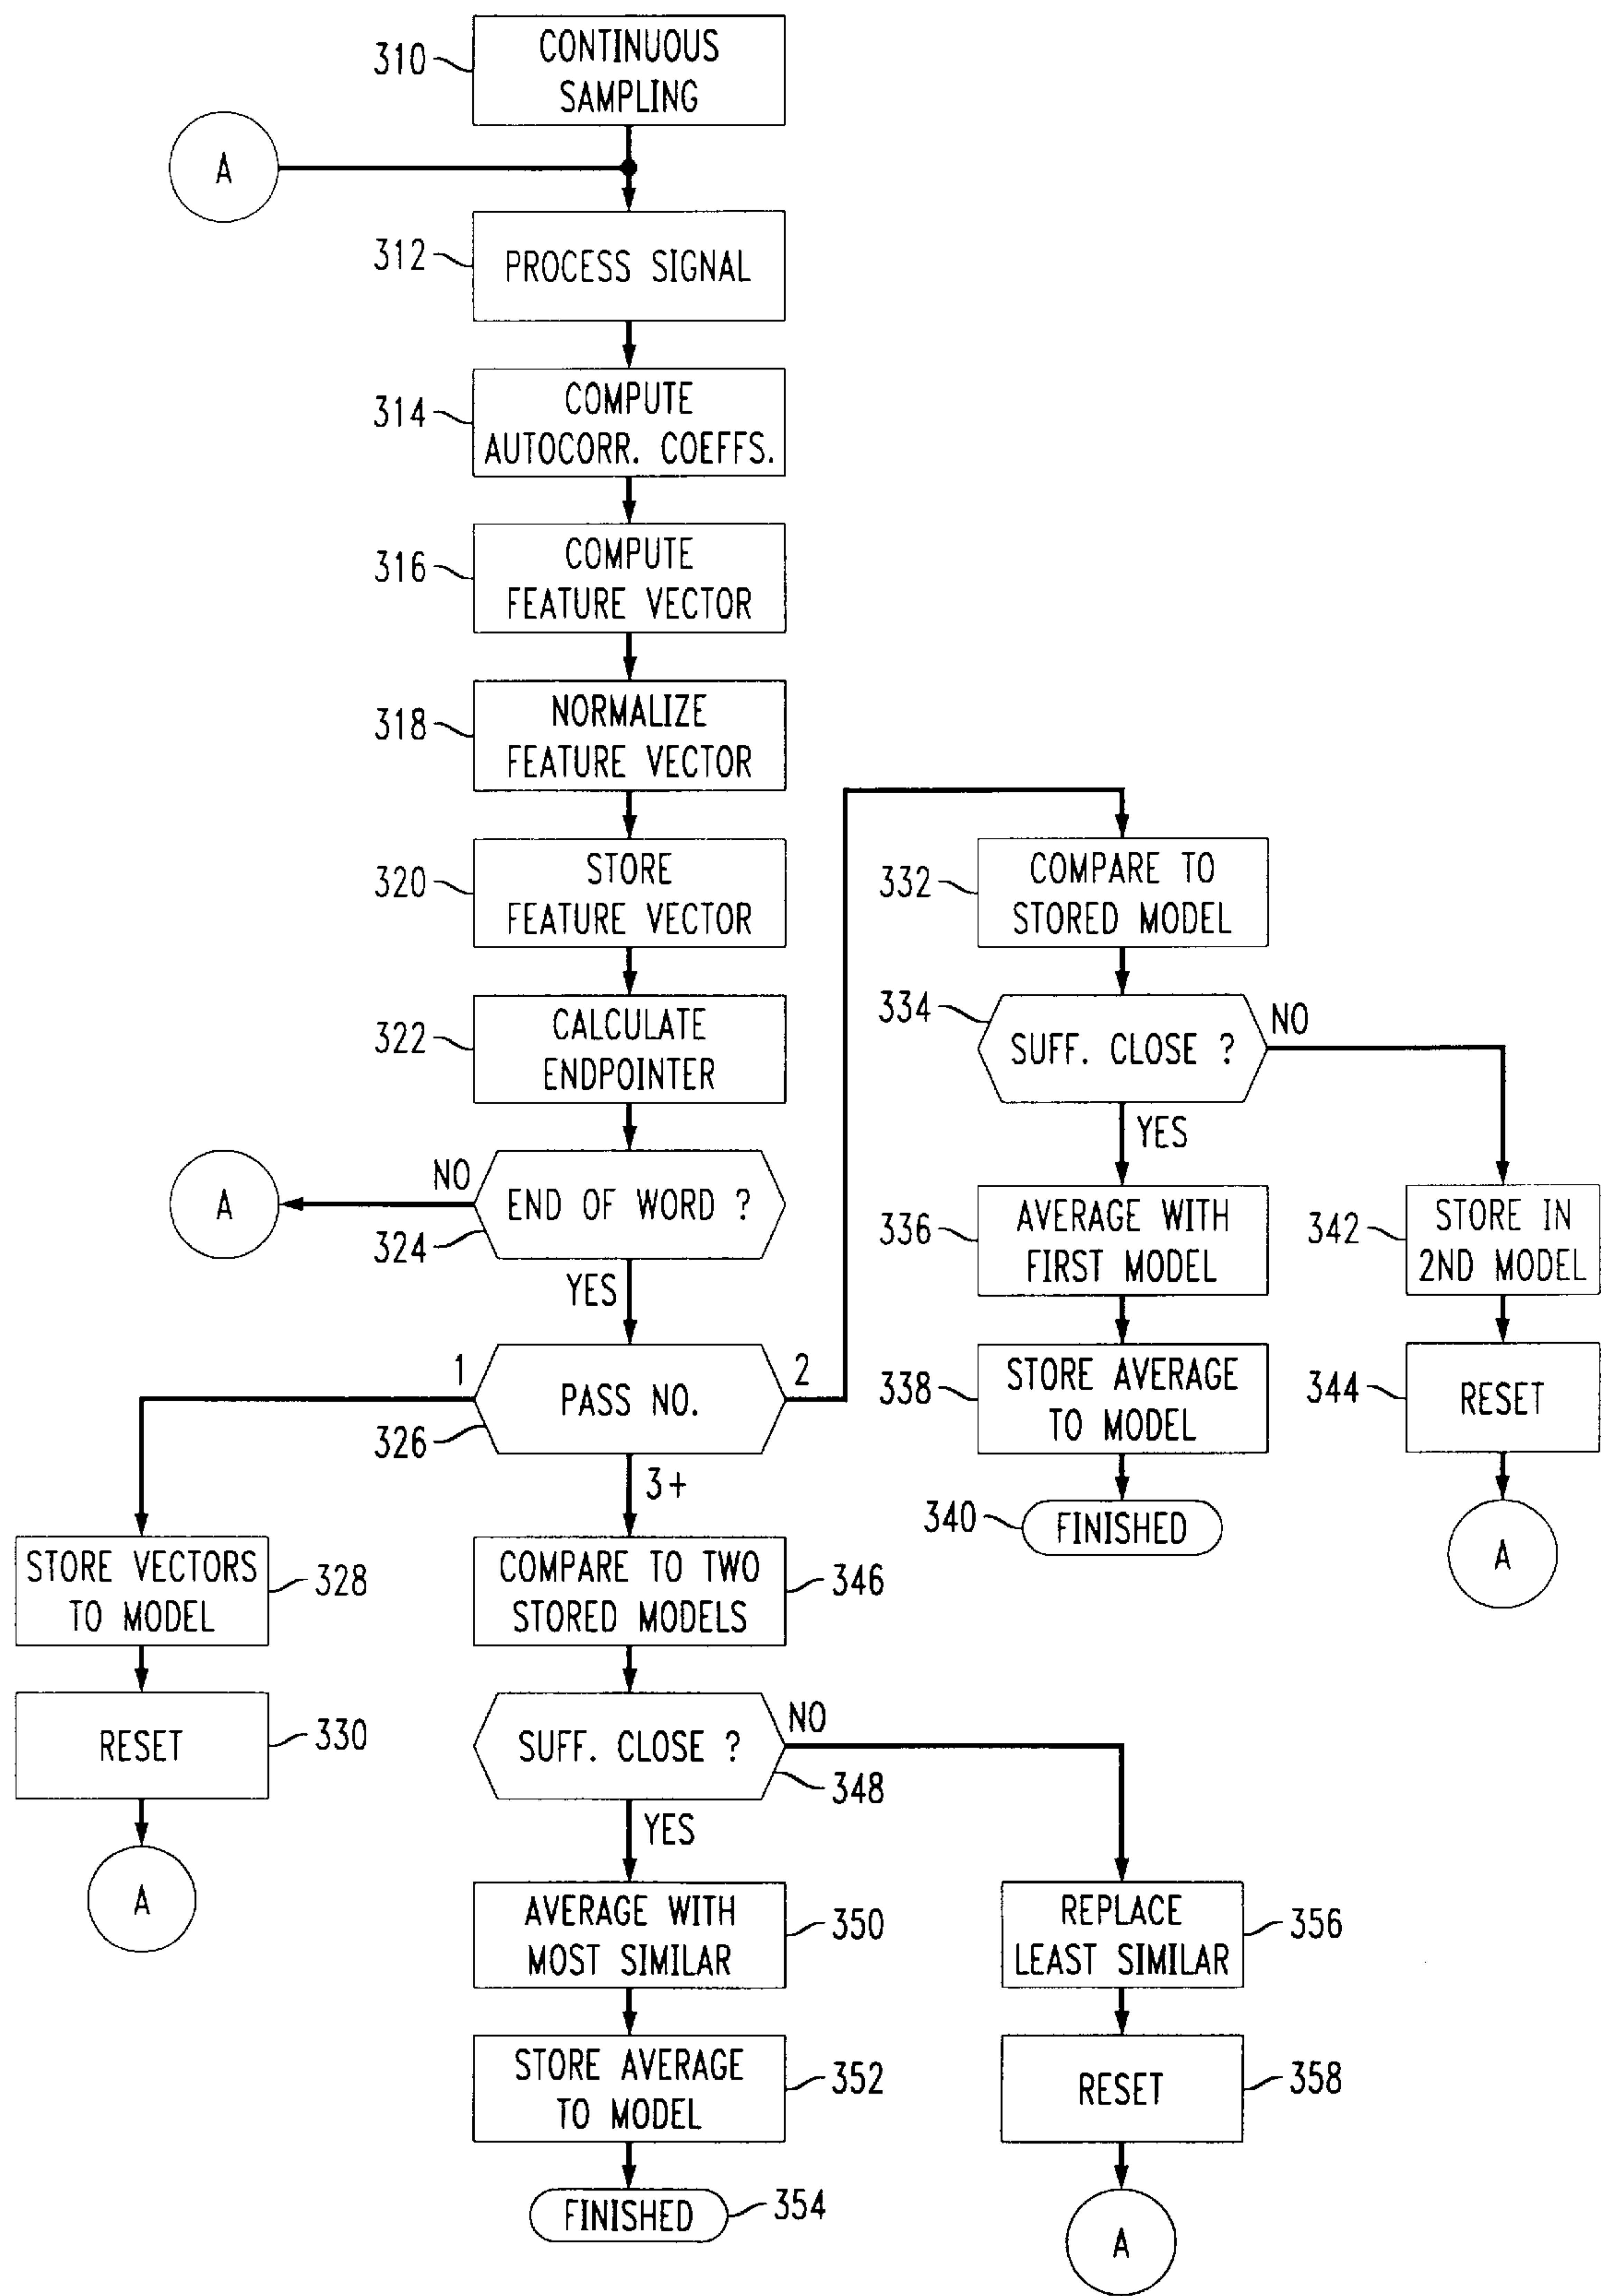 310
CONTINUOUS
SAMPLING
A
312
PROCESS SIGNAL
314
COMPUTE
AUTOCORR. COEFFS.
316
COMPUTE
FEATURE VECTOR
318
NORMALIZE
FEATURE VECTOR
320
STORE
FEATURE VECTOR
322
CALCULATE
ENDPOINTER
A
NO
324
END OF WORD ?
YES
1
326
PASS NO.
2
3+
STORE VECTORS
TO MODEL
328
RESET
330
A
332
COMPARE TO
STORED MODEL
334
SUFF. CLOSE ?
NO
YES
336
AVERAGE WITH
FIRST MODEL
338
STORE AVERAGE
TO MODEL
340
FINISHED
342
STORE IN
2ND MODEL
344
RESET
A
COMPARE TO TWO
STORED MODELS
346
SUFF. CLOSE ?
NO
348
YES
AVERAGE WITH
MOST SIMILAR
350
STORE AVERAGE
TO MODEL
352
FINISHED
354
REPLACE
LEAST SIMILAR
356
RESET
358
A